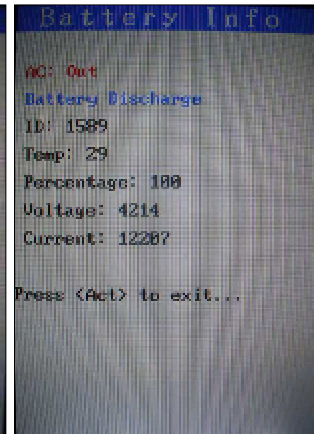 Battery Info
AC: Out
Battery Discharge
ID: 1589
Temp: 29
Percentage: 100
Voltage: 4214
Current: 12207
Press <Act> to exit...